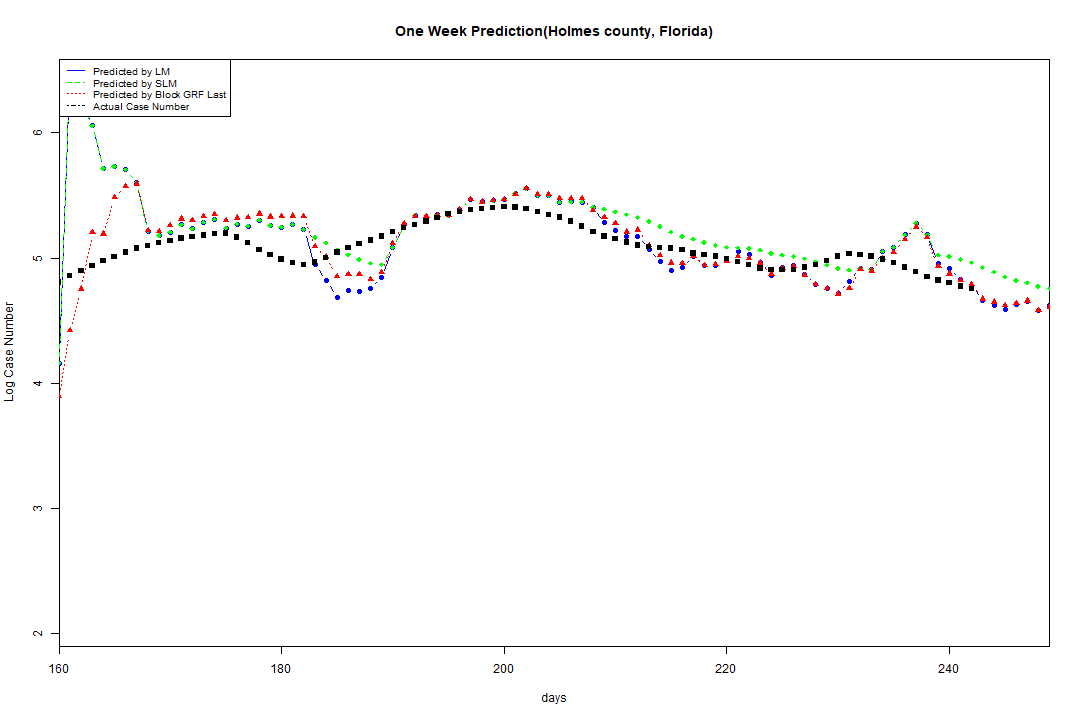 One Week Prediction(Holmes county, Florida)
Predicted by LM
Predicted by SLM
Predicted by Block GRF Last
Actual Case Number
6
5
4
3
2
Log Case Number
160 180 200 220 240
days